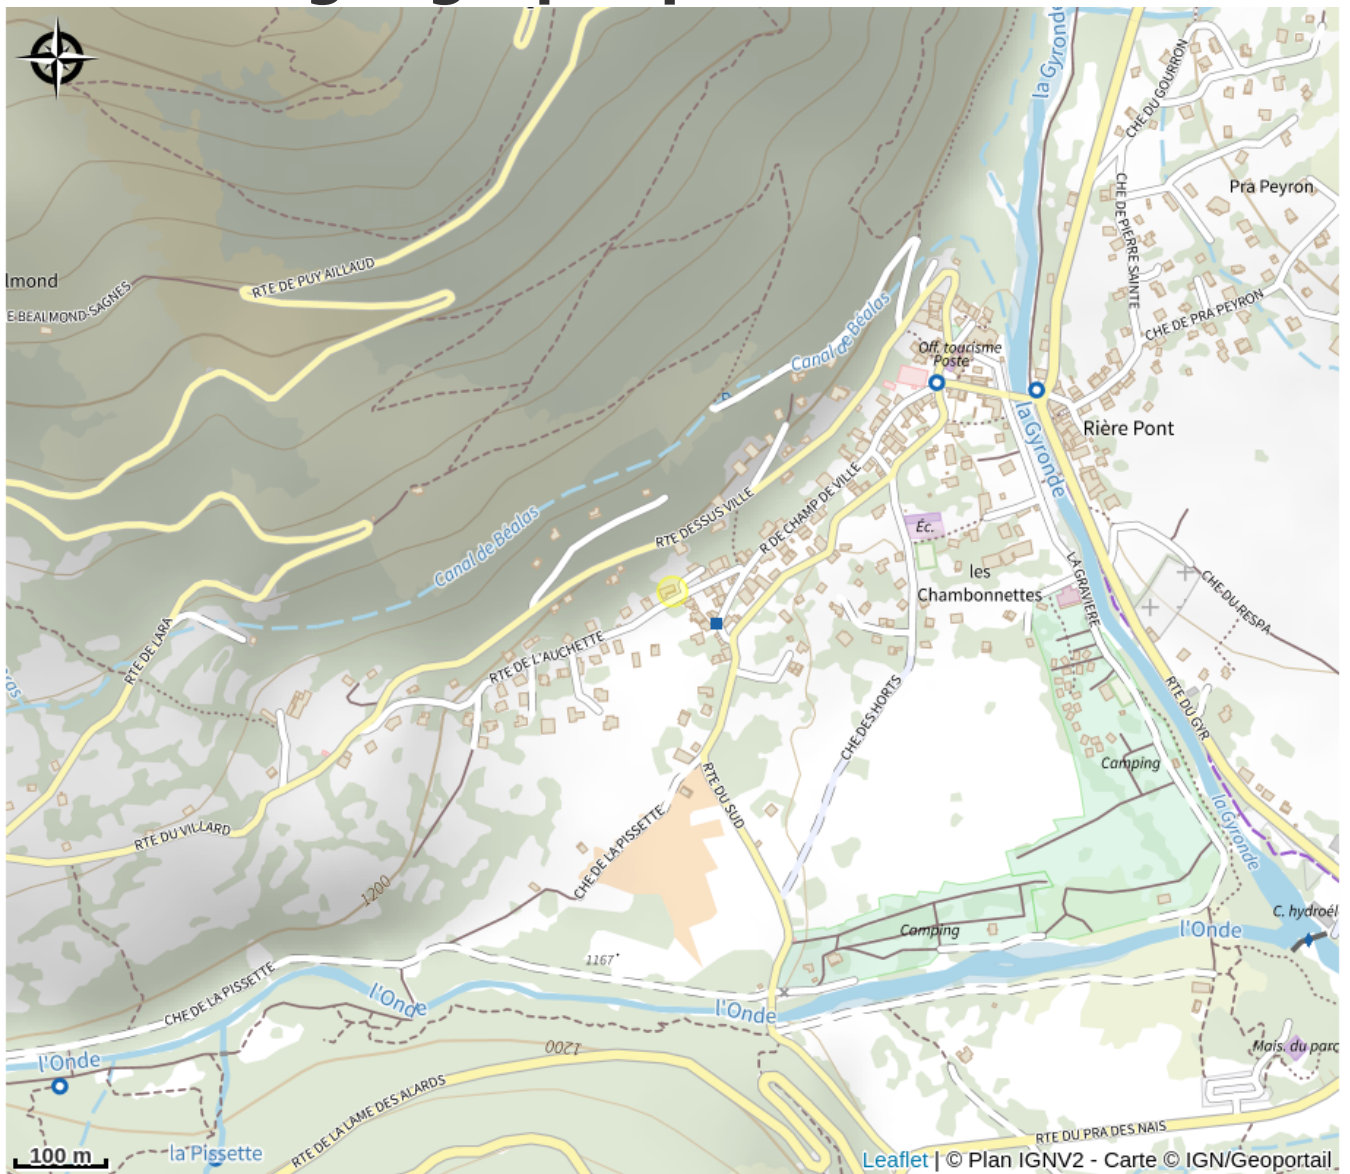 la Gyronde
CHE DU GOURRON
Pra Peyron
CHE DE PIERRE SAINTE
RTE DE PUY AILLAUD
lmond
E-BEALMOND-SAGNES
CHE DE PRA PEYRON
Canal de Béalas
Off. tourisme
Poste
la Gyronde
Rière Pont
R DE CHAMP DE VILLE
RTE DESSUS VILLE
Canal de Béalas
Éc.
les
Chambonnettes
LA GRAVIERE
CHE DU RESPA
RTE DE LARA
RTE DE L'AUCHETTE
CHE DES HORTS
RTE DU GYR
Camping
RTE DU SUD
la Gyronde
RTE DU VILLARD
CHE DE LA PISSETTE
1200
Camping
C. hydroél
l'Onde
1167
CHE DE LA PISSETTE
l'Onde
l'Onde
1200
Mais. du parc
l'Onde
RTE DE LA LAME DES ALARDS
RTE DU PRA DES NAIS
100 m
la Pissette
Leaflet | © Plan IGNV2 - Carte © IGN/Geoportail